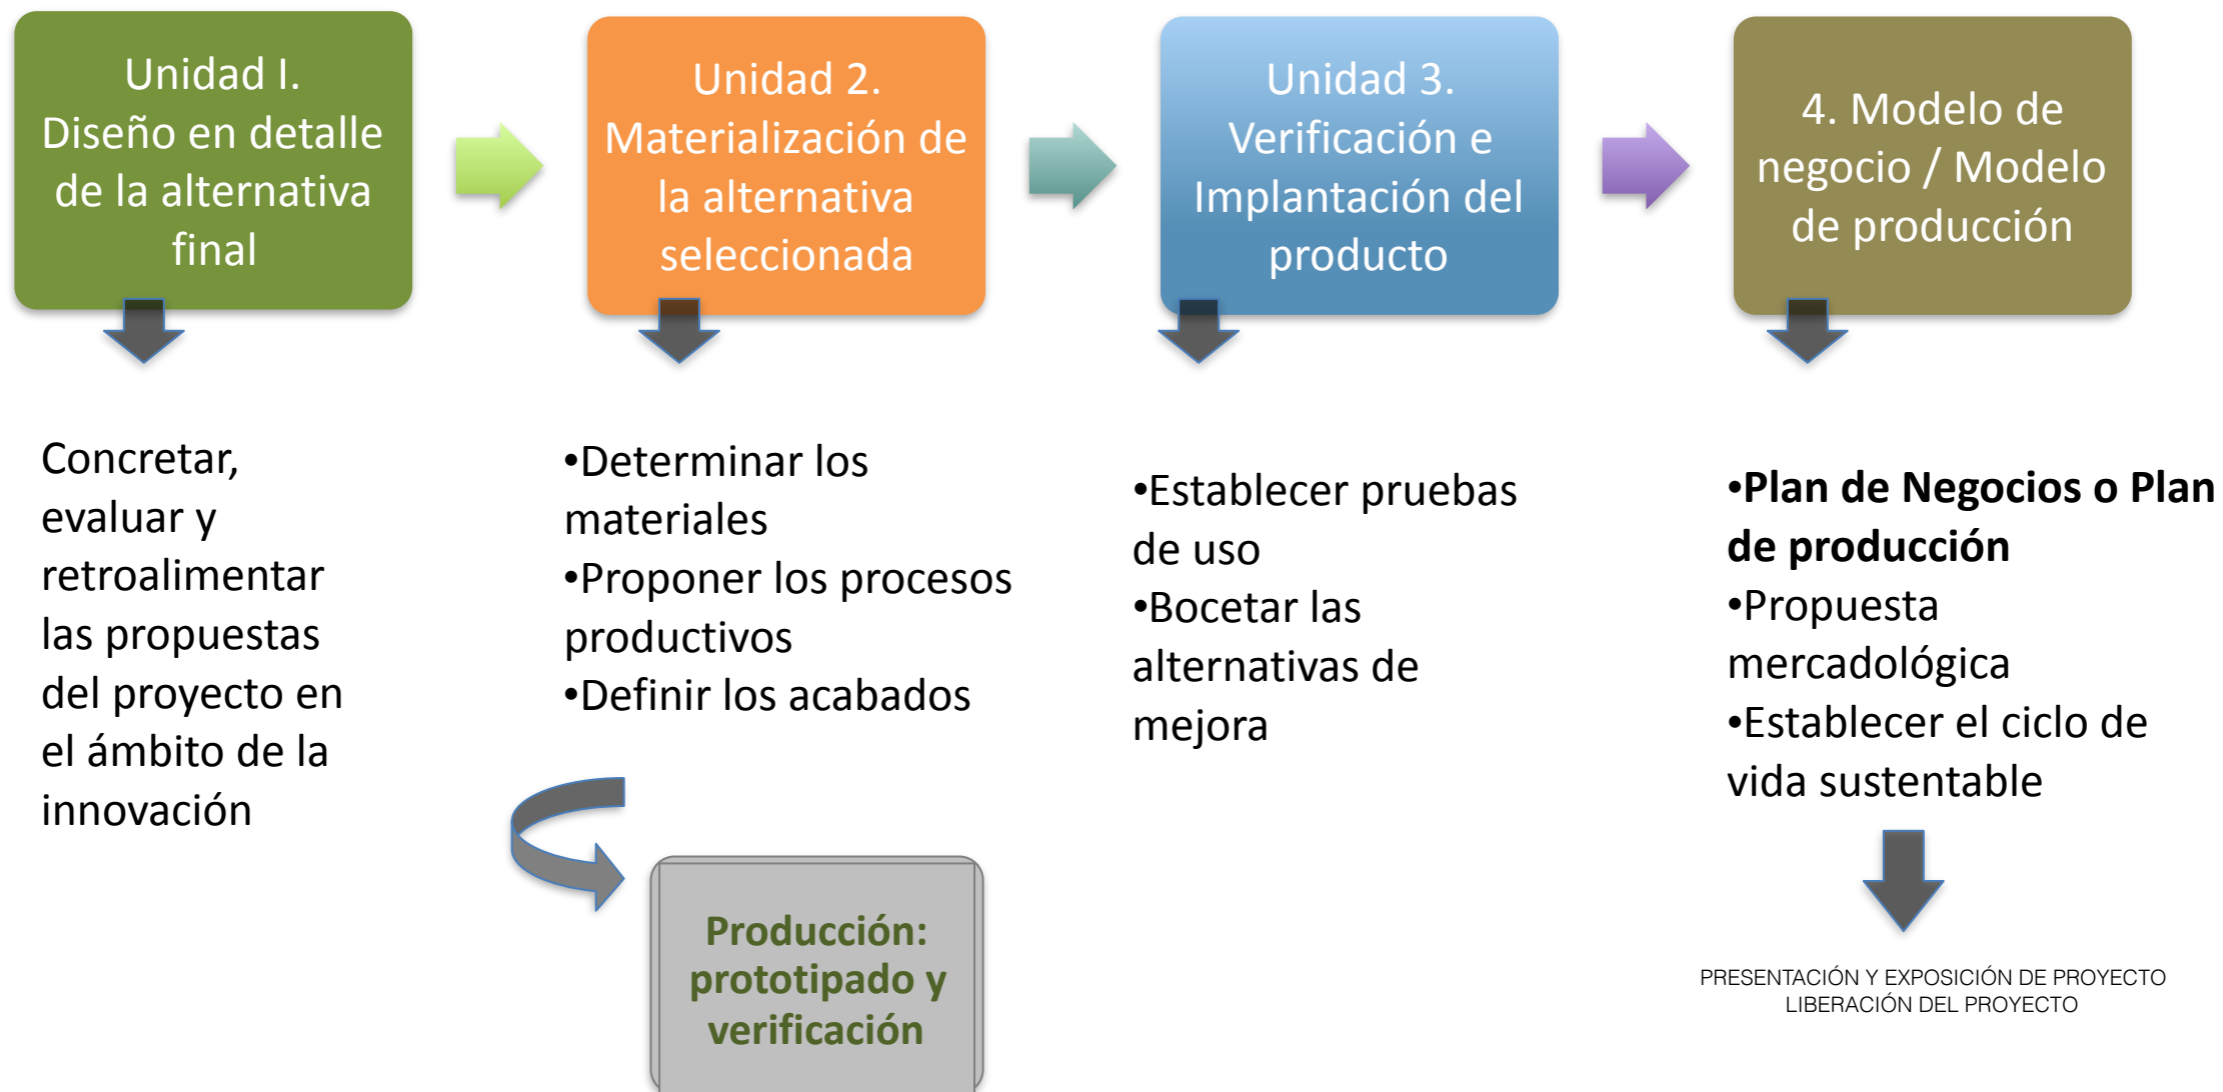 Unidad I.
Diseño en detalle
de la alternativa
final
Unidad 2.
Materialización de
la alternativa
seleccionada
Unidad 3.
Verificación e
Implantación del
producto
4. Modelo de
negocio / Modelo
de producción
Concretar,
evaluar y
retroalimentar
las propuestas
del proyecto en
el ámbito de la
innovación
•Determinar los
materiales
•Proponer los procesos
productivos
•Definir los acabados
Producción:
prototipado y
verificación
•Establecer pruebas
de uso
•Bocetar las
alternativas de
mejora
•Plan de Negocios o Plan
de producción
•Propuesta
mercadológica
•Establecer el ciclo de
vida sustentable
PRESENTACIÓN Y EXPOSICIÓN DE PROYECTO
LIBERACIÓN DEL PROYECTO